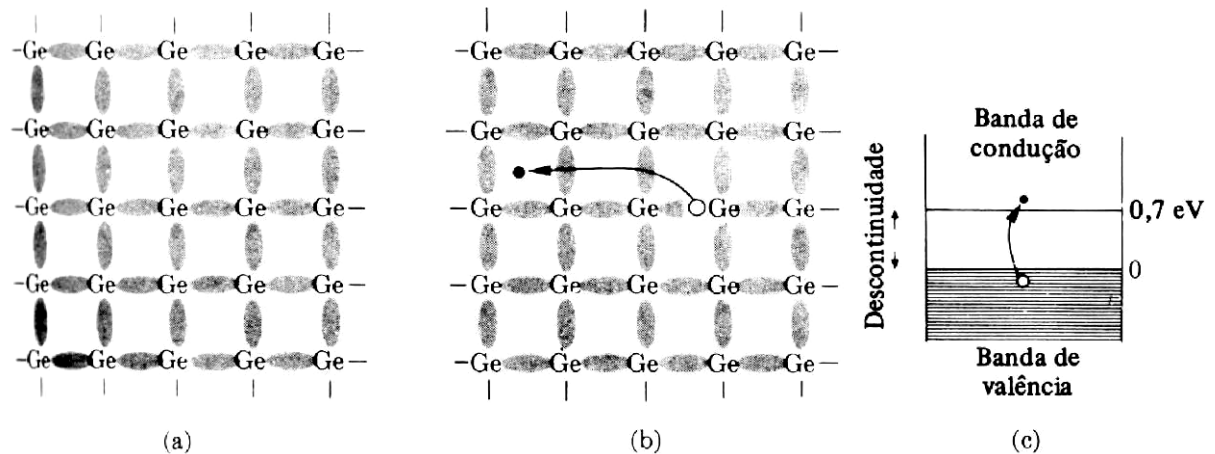 -Ge Ge Ge Ge Ge-
-Ge Ge Ge Ge Ge-
-Ge Ge Ge Ge Ge-
-Ge Ge Ge Ge Ge-
-Ge Ge Ge Ge Ge-
(a)
-Ge Ge Ge Ge Ge-
-Ge Ge Ge Ge Ge-
-Ge Ge Ge Ge Ge-
-Ge Ge Ge Ge Ge-
-Ge Ge Ge Ge Ge-
(b)
Descontinuidade
Banda de
condução
0,7 eV
0
Banda de
valência
(c)